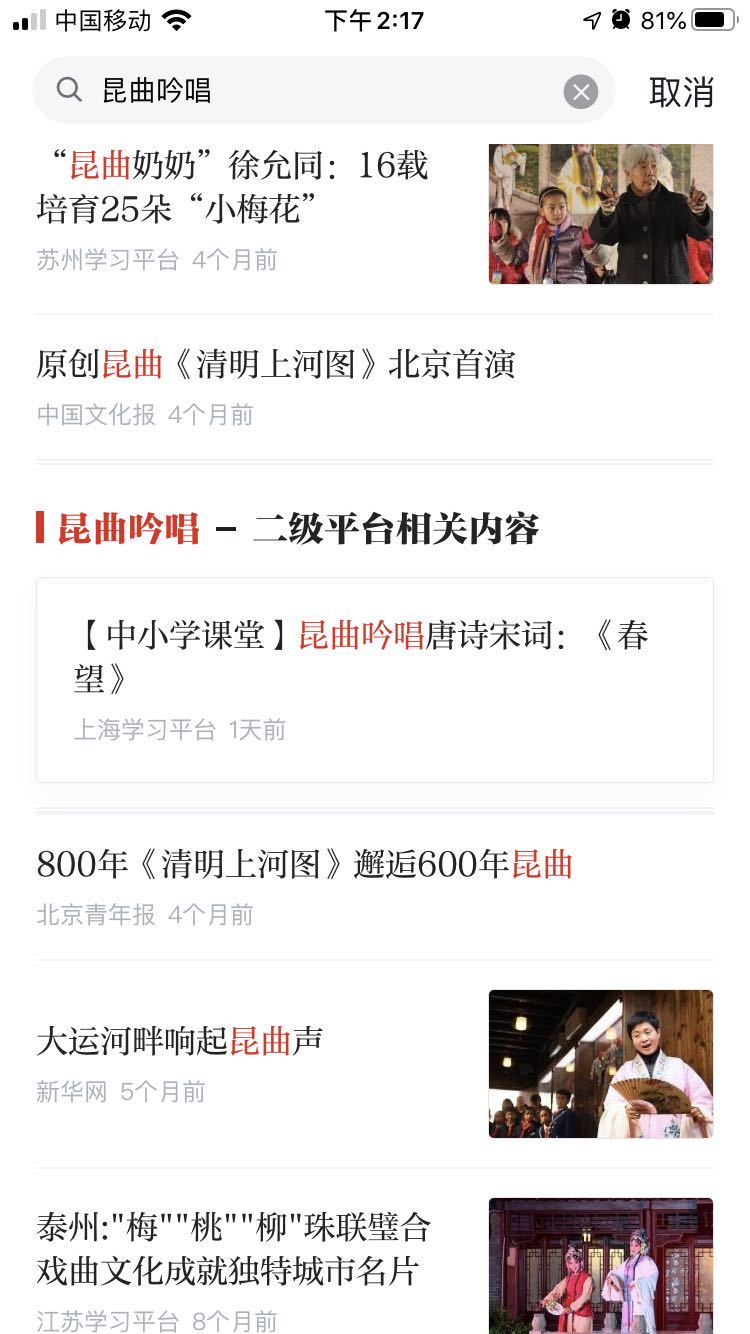 中国移动 下午2:17 81%
昆曲吟唱 取消
“昆曲奶奶”徐允同：16载
培育25朵“小梅花”
苏州学习平台 4个月前
原创昆曲《清明上河图》北京首演
中国文化报 4个月前
昆曲吟唱 – 二级平台相关内容
【中小学课堂】昆曲吟唱唐诗宋词：《春
望》
上海学习平台 1天前
800年《清明上河图》邂逅600年昆曲
北京青年报 4个月前
大运河畔响起昆曲声
新华网 5个月前
泰州:"梅""桃""柳"珠联璧合
戏曲文化成就独特城市名片
江苏学习平台 8个月前